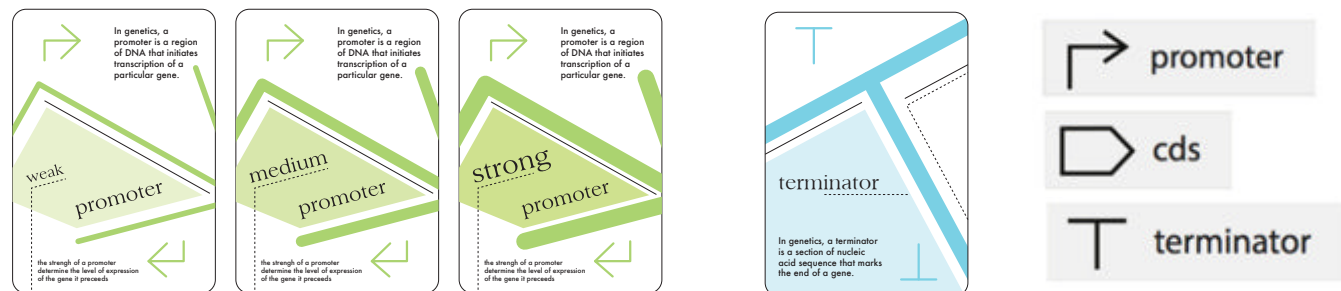 In genetics, a
promoter is a region
of DNA that initiates
transcription of a
particular gene.
weak
promoter
the strengh of a promoter
determine the level of expression
of the gene it preceeds
In genetics, a
promoter is a region
of DNA that initiates
transcription of a
particular gene.
medium
promoter
the strengh of a promoter
determine the level of expression
of the gene it preceeds
In genetics, a
promoter is a region
of DNA that initiates
transcription of a
particular gene.
strong
promoter
the strengh of a promoter
determine the level of expression
of the gene it preceeds
terminator
In genetics, a terminator
is a section of nucleic
acid sequence that marks
the end of a gene.
promoter
cds
terminator